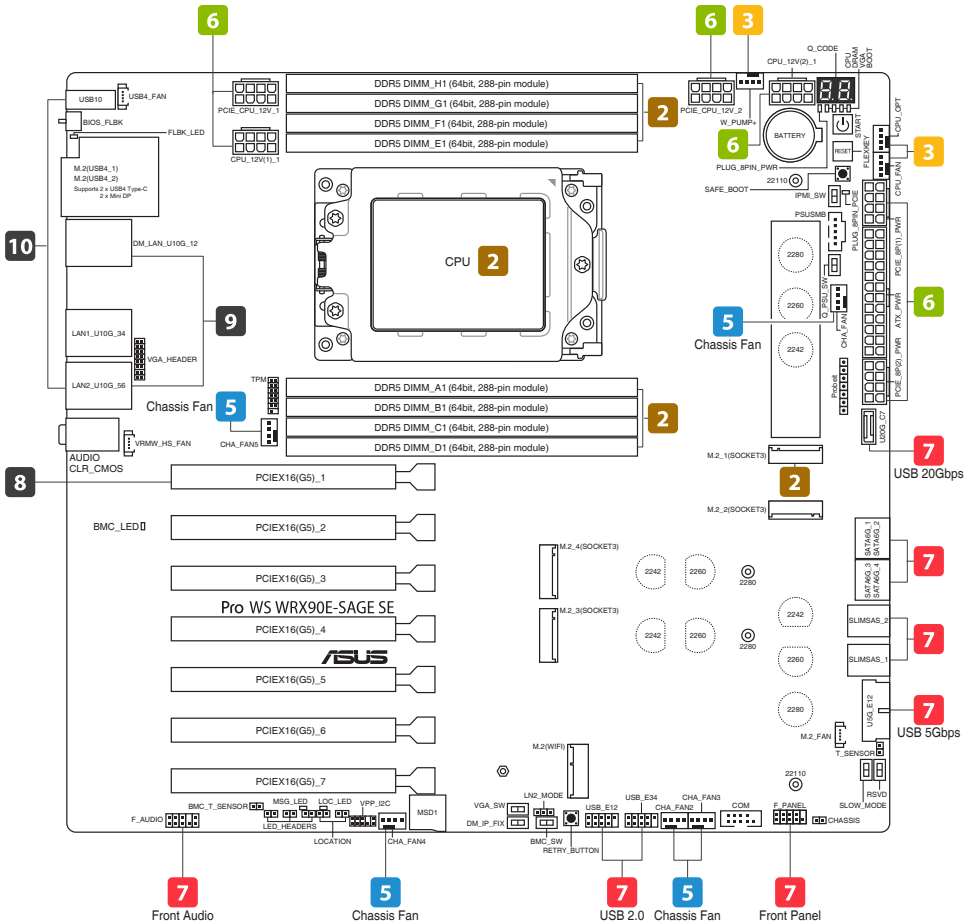 6
6
3
Q_CODE
CPU
DRAM
VGA
BOOT
CPU_12V(2)_1
USB10
USB4_FAN
PCIE_CPU_12V_1
DDR5 DIMM_H1 (64bit, 288-pin module)
DDR5 DIMM_G1 (64bit, 288-pin module)
DDR5 DIMM_F1 (64bit, 288-pin module)
DDR5 DIMM_E1 (64bit, 288-pin module)
2
PCIE_CPU_12V_2
W_PUMP+
88
BIOS_FLBK
FLBK_LED
CPU_12V(1)_1
6
BATTERY
START
RESET
FLEXKEY
CPU_OPT
CPU_FAN
3
PLUG_8PIN_PWR
SAFE_BOOT
22110
IPMI_SW
PLUG_8PIN_PCIE
M.2(USB4_1)
M.2(USB4_2)
Supports 2 x USB4 Type-C
2 x Mini DP
10
DM_LAN_U10G_12
CPU
2
PSUSMB
PCIE_8P(1)_PWR
2280
PSU_SW
2260
2242
5
Chassis Fan
CHA_FAN
ATX_PWR
6
9
LAN1_U10G_34
VGA_HEADER
LAN2_U10G_56
PCIE_8P(2)_PWR
Probeit
Chassis Fan
5
TPM
CHA_FAN5
DDR5 DIMM_A1 (64bit, 288-pin module)
DDR5 DIMM_B1 (64bit, 288-pin module)
DDR5 DIMM_C1 (64bit, 288-pin module)
DDR5 DIMM_D1 (64bit, 288-pin module)
2
U20G_C7
7
USB 20Gbps
AUDIO
CLR_CMOS
VRMW_HS_FAN
M.2_1(SOCKET3)
8
PCIEX16(G5)_1
2
M.2_2(SOCKET3)
BMC_LED
PCIEX16(G5)_2
M.2_4(SOCKET3)
SATA6G_1
SATA6G_2
7
SATA6G_3
SATA6G_4
PCIEX16(G5)_3
2242
2260
2280
Pro WS WRX90E-SAGE SE
M.2_3(SOCKET3)
PCIEX16(G5)_4
2242
2260
2280
2242
SLIMSAS_2
7
ASUS
2260
SLIMSAS_1
PCIEX16(G5)_5
2280
U5G_E12
7
USB 5Gbps
PCIEX16(G5)_6
M.2_FAN
T_SENSOR
M.2(WIFI)
PCIEX16(G5)_7
22110
RSVD
SLOW_MODE
BMC_T_SENSOR
MSG_LED
LOC_LED
VPP_I2C
MSD1
VGA_SW
LN2_MODE
USB_E12
USB_E34
CHA_FAN2
CHA_FAN3
COM
F_PANEL
F_AUDIO
LED_HEADERS
LOCATION
CHA_FAN4
DM_IP_FIX
BMC_SW
RETRY_BUTTON
CHASSIS
7
Front Audio
5
Chassis Fan
7
USB 2.0
5
Chassis Fan
7
Front Panel